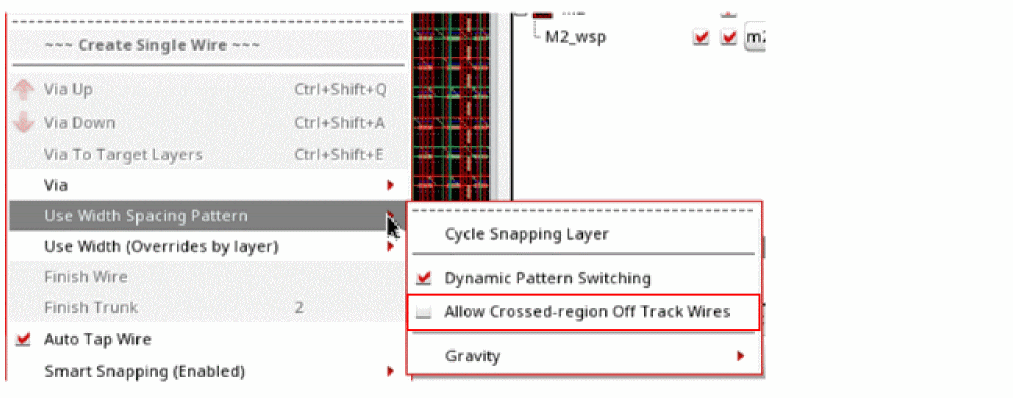 ~~~ Create Single Wire ~~~
Via Up Ctrl+Shift+Q
Via Down Ctrl+Shift+A
Via To Target Layers Ctrl+Shift+E
Via
Use Width Spacing Pattern
Use Width (Overrides by layer)
Finish Wire
Finish Trunk 2
Auto Tap Wire
Smart Snapping (Enabled)
Cycle Snapping Layer
Dynamic Pattern Switching
Allow Crossed-region Off Track Wires
Gravity
M2_wsp